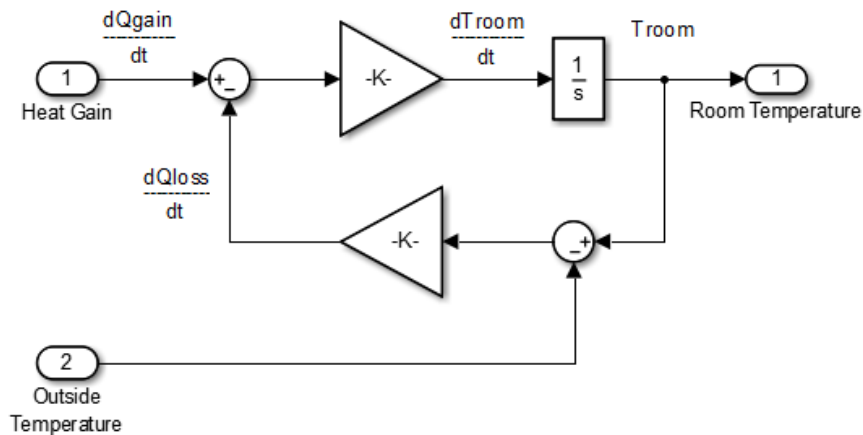 dQgain
dt
1
Heat Gain
+
-
-K-
dTroom
dt
1
s
Troom
1
Room Temperature
dQloss
dt
-K-
- +
2
Outside
Temperature